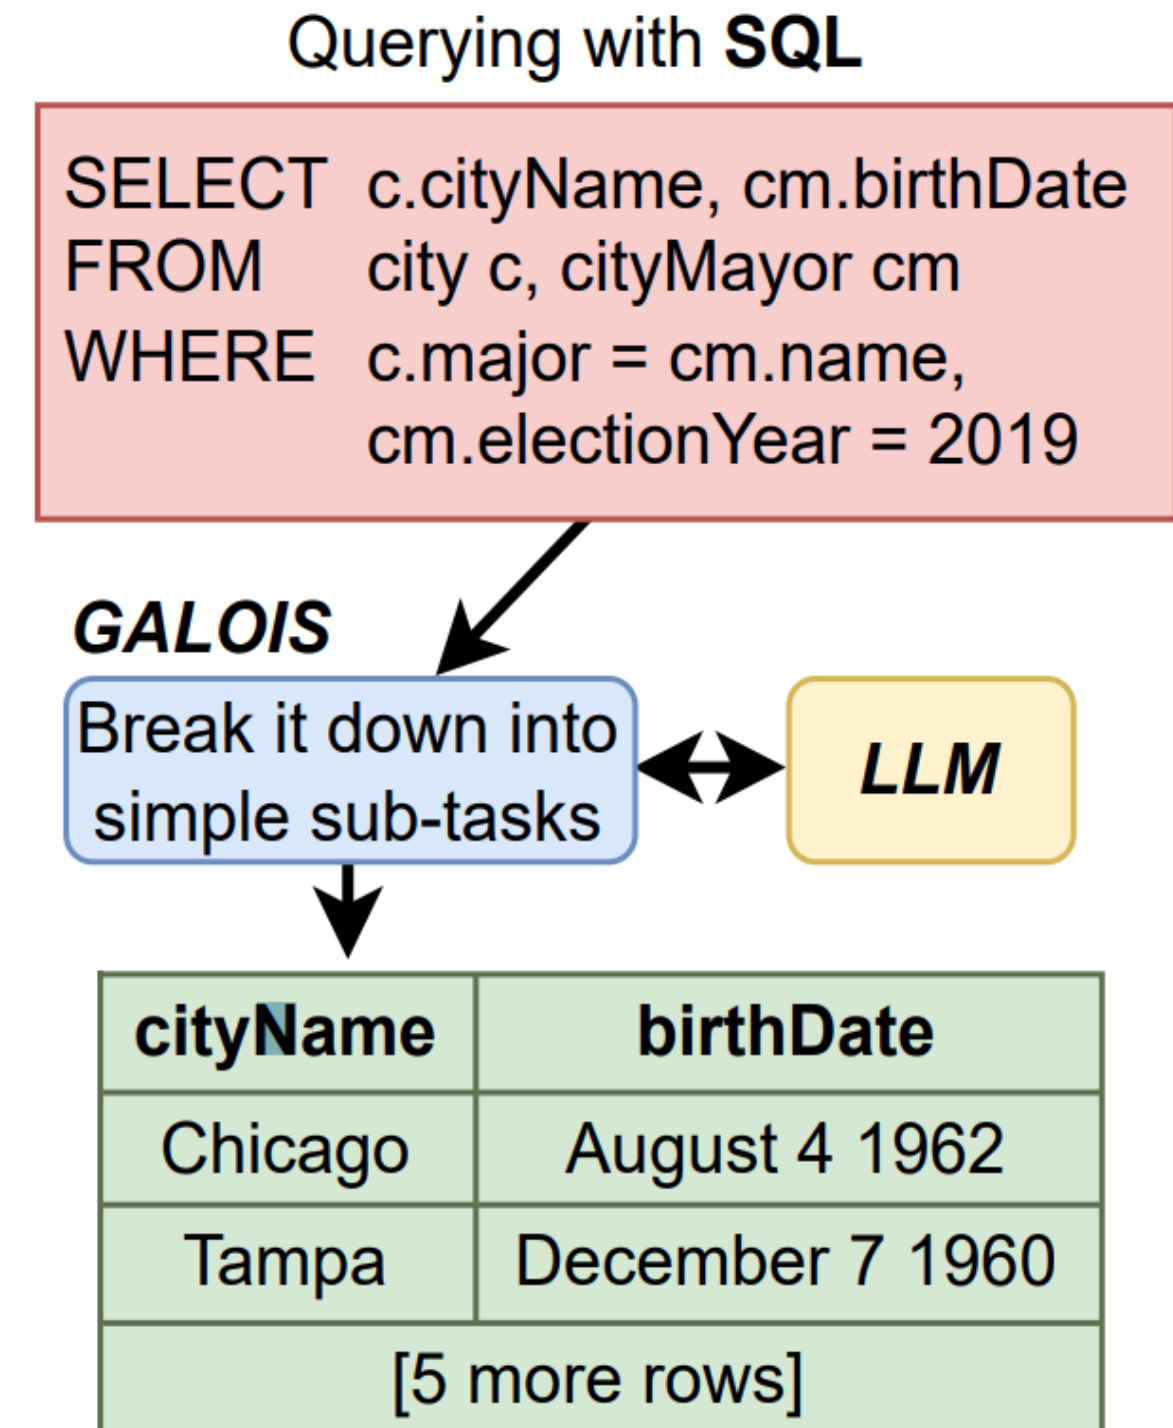 Querying with SQL
SELECT c.cityName, cm.birthDate
FROM city c, cityMayor cm
WHERE c.major = cm.name,
cm.electionYear = 2019
GALOIS
Break it down into
simple sub-tasks
LLM
cityName birthDate
Chicago August 4 1962
Tampa December 7 1960
[5 more rows]